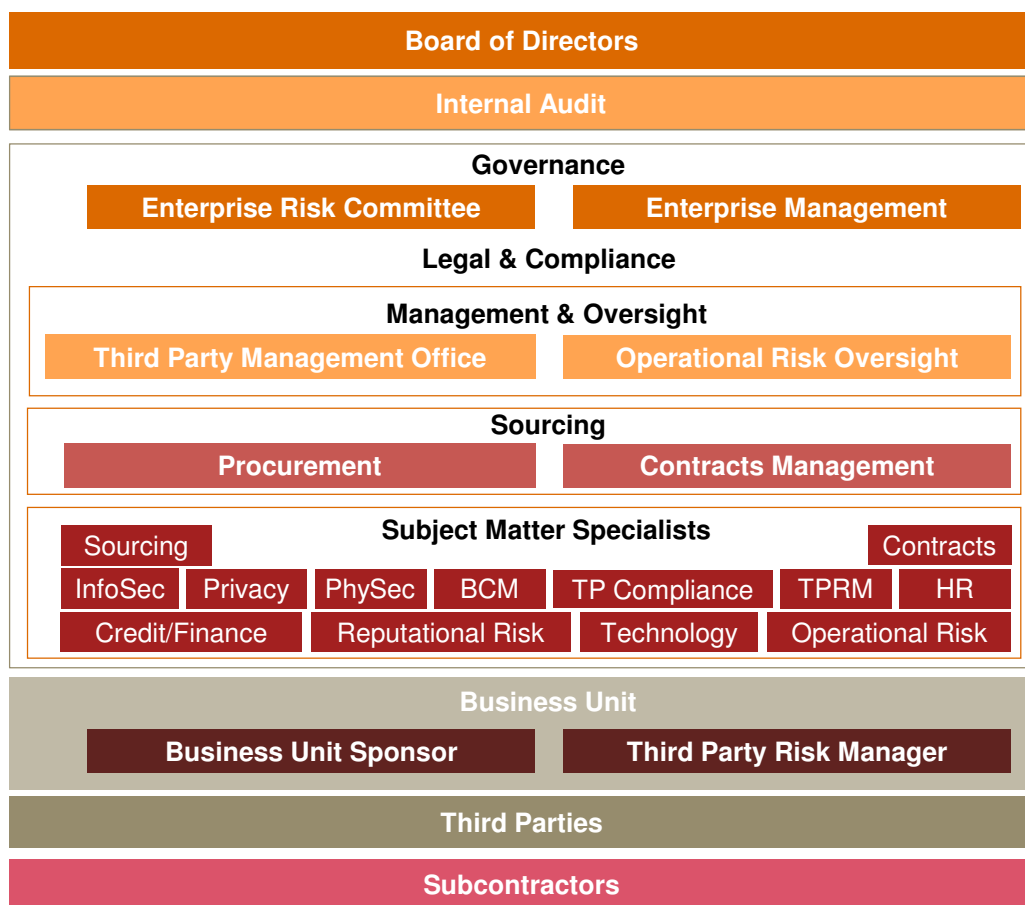 Board of Directors
Internal Audit
Governance
Enterprise Risk Committee Enterprise Management
Legal & Compliance
Management & Oversight
Third Party Management Office Operational Risk Oversight
Sourcing
Procurement Contracts Management
Subject Matter Specialists
Sourcing Contracts
InfoSec Privacy PhySec BCM TP Compliance TPRM HR
Credit/Finance Reputational Risk Technology Operational Risk
Business Unit
Business Unit Sponsor Third Party Risk Manager
Third Parties
Subcontractors